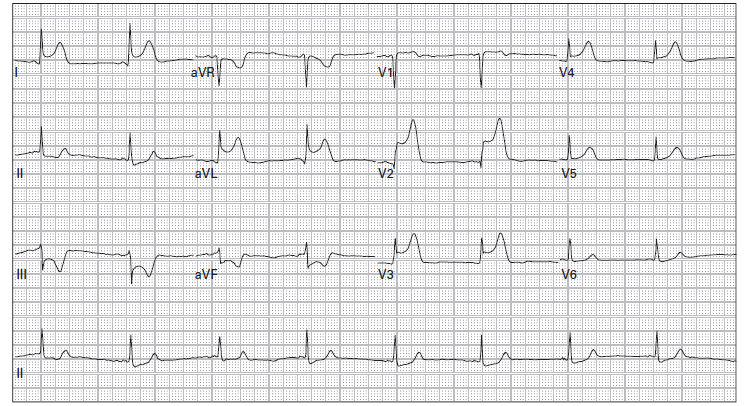 I aVR V1 V4
II aVL V2 V5
III aVF V3 V6
II